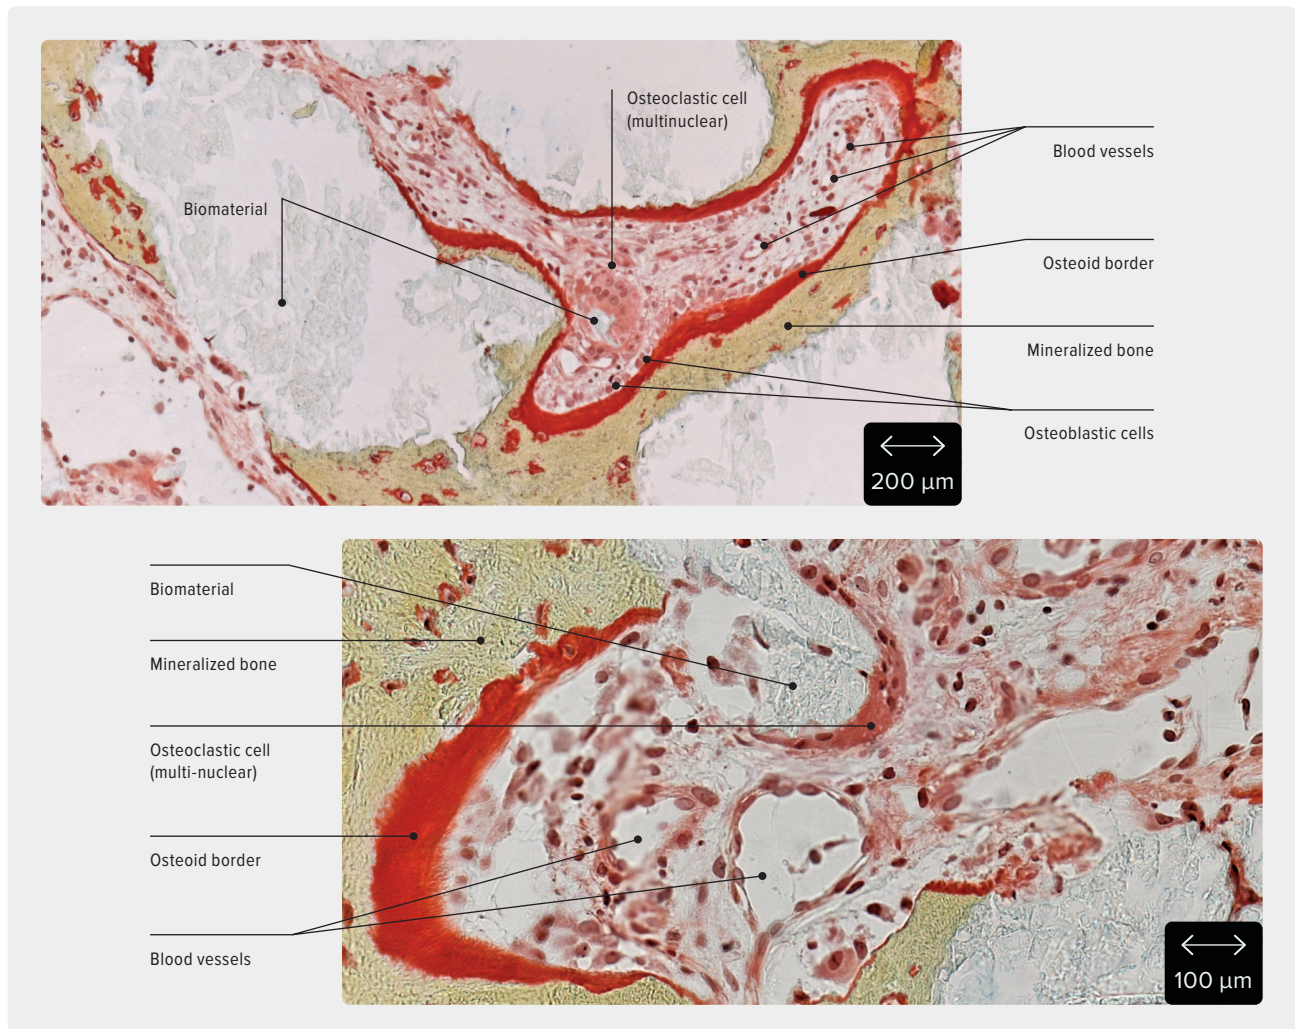 Osteoclastic cell
(multinuclear)
Blood vessels
Biomaterial
Osteoid border
Mineralized bone
Osteoblastic cells
200 µm
Biomaterial
Mineralized bone
Osteoclastic cell
(multi-nuclear)
Osteoid border
Blood vessels
100 µm